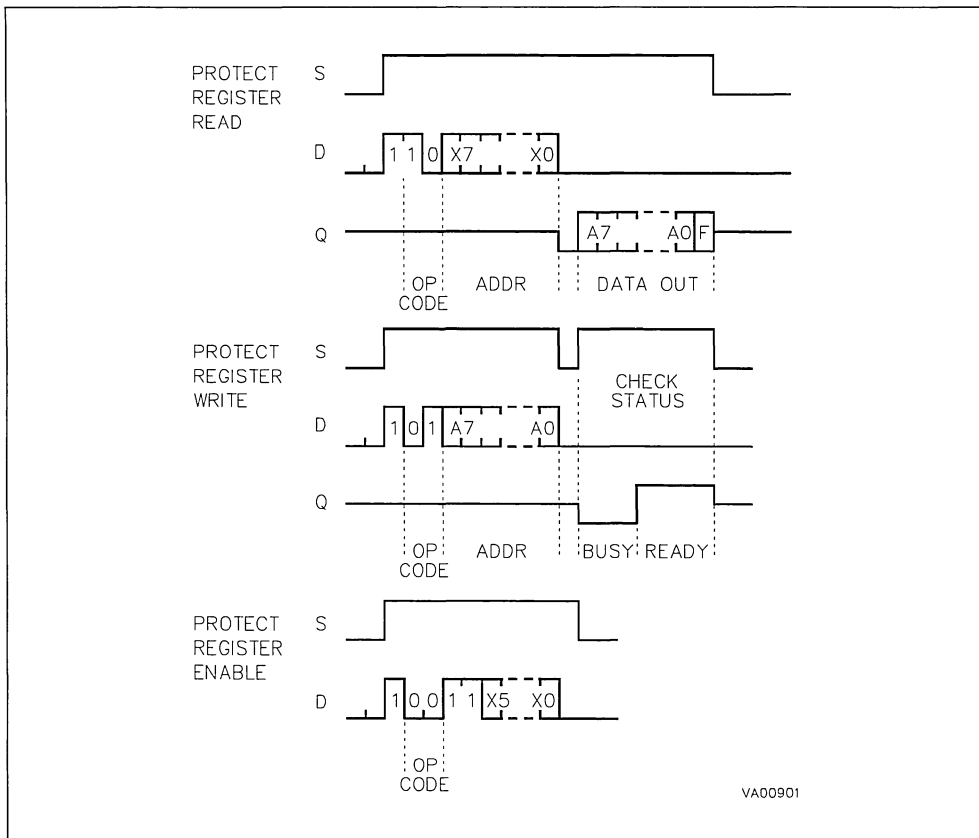 PROTECT
REGISTER
READ
S
D
1 1 0 X7 X0
Q
A7 A0 F
OP
CODE
ADDR
DATA OUT
PROTECT
REGISTER
WRITE
S
CHECK
STATUS
D
1 0 1 A7 A0
Q
OP
CODE
ADDR
BUSY
READY
PROTECT
REGISTER
ENABLE
S
D
1 0 0 1 1 X5 X0
OP
CODE
VA00901